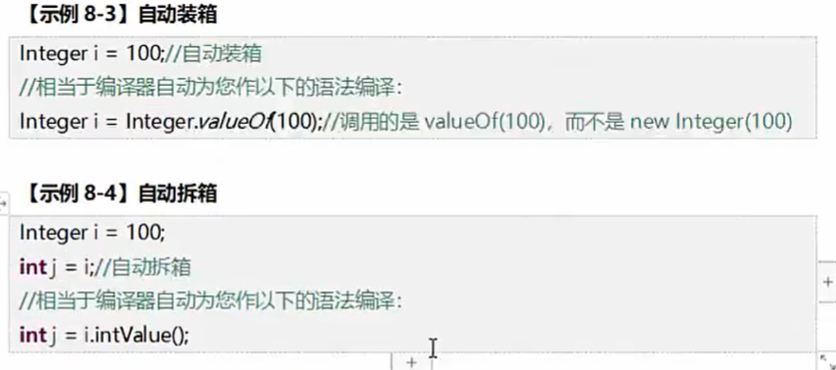 【示例 8-3】自动装箱
Integer i = 100;//自动装箱
//相当于编译器自动为您作以下的语法编译：
Integer i = Integer.valueOf(100);//调用的是 valueOf(100)，而不是 new Integer(100)
【示例 8-4】自动拆箱
Integer i = 100;
int j = i;//自动拆箱
//相当于编译器自动为您作以下的语法编译：
int j = i.intValue();